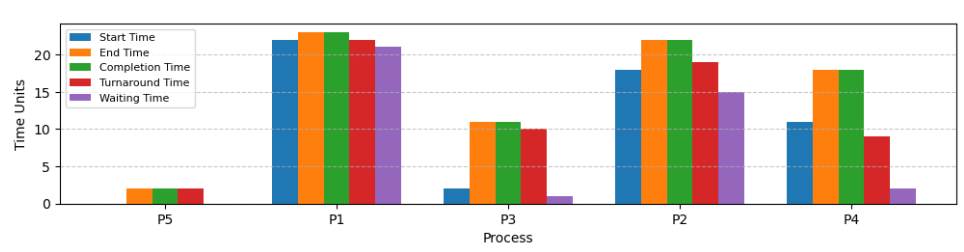 Start Time
End Time
Completion Time
Turnaround Time
Waiting Time
Time Units
20
15
10
5
0
P5 P1 P3 P2 P4
Process